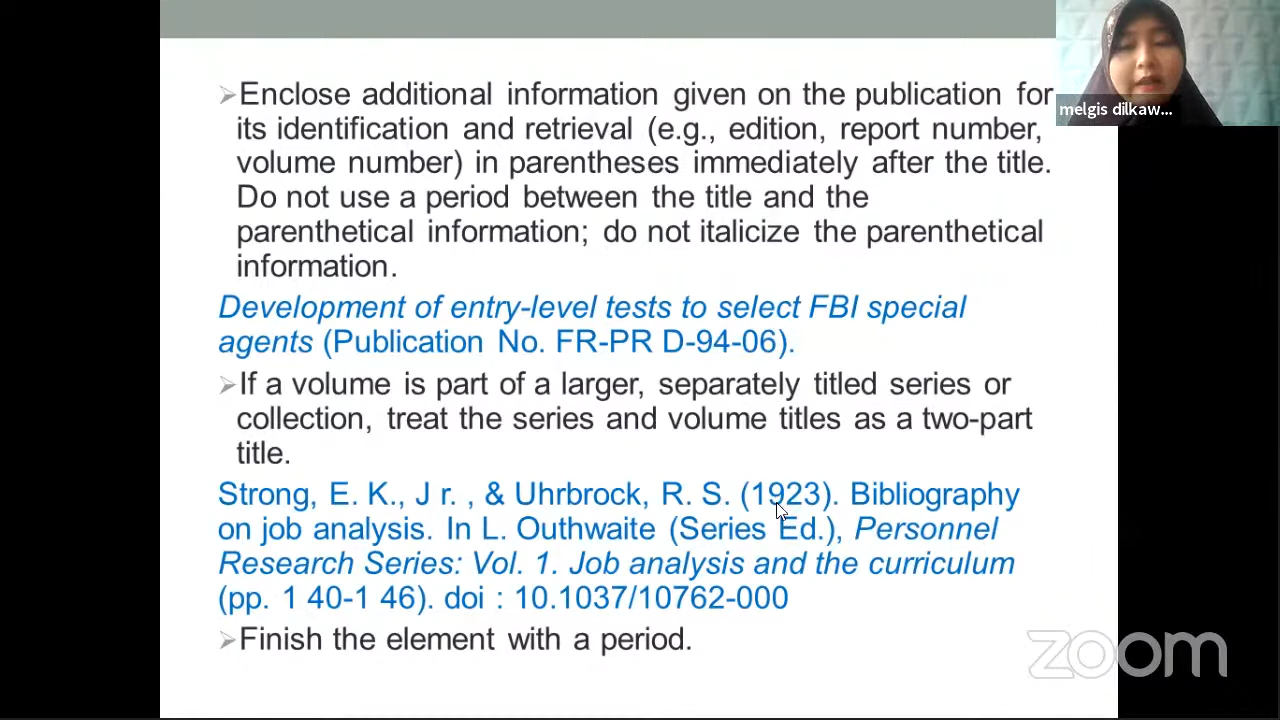 ➢Enclose additional information given on the publication for
its identification and retrieval (e.g., edition, report number,
volume number) in parentheses immediately after the title.
Do not use a period between the title and the
parenthetical information; do not italicize the parenthetical
information.
Development of entry-level tests to select FBI special
agents (Publication No. FR-PR D-94-06).
➢If a volume is part of a larger, separately titled series or
collection, treat the series and volume titles as a two-part
title.
Strong, E. K., J r. , & Uhrbrock, R. S. (1923). Bibliography
on job analysis. In L. Outhwaite (Series Ed.), Personnel
Research Series: Vol. 1. Job analysis and the curriculum
(pp. 1 40-1 46). doi : 10.1037/10762-000
➢Finish the element with a period.
melgis dilkaw...
zoom